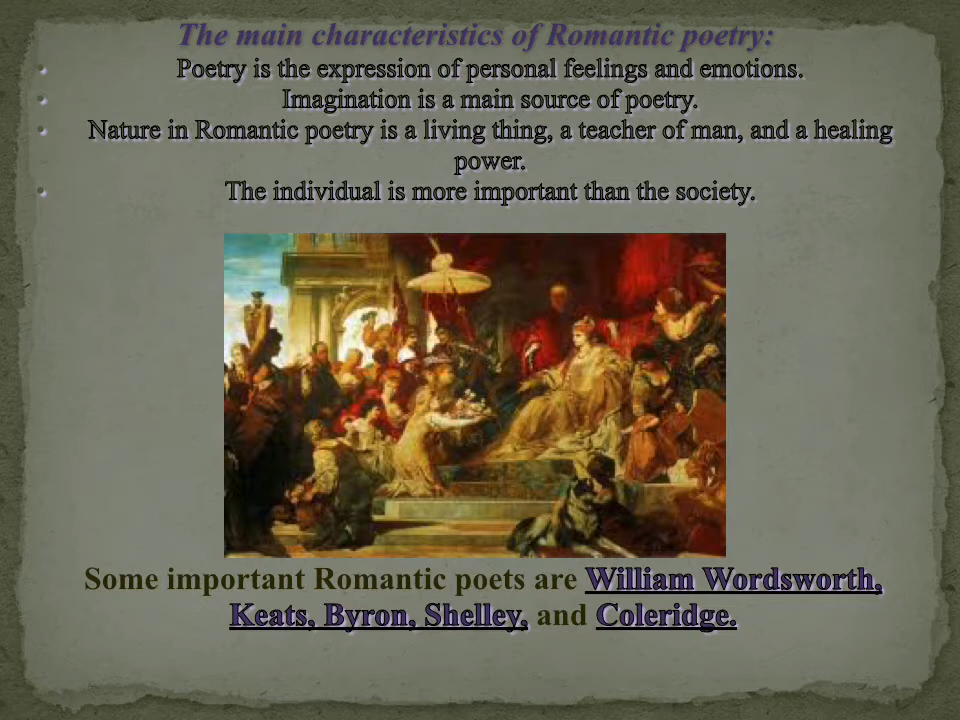 The main characteristics of Romantic poetry:
• Poetry is the expression of personal feelings and emotions.
• Imagination is a main source of poetry.
• Nature in Romantic poetry is a living thing, a teacher of man, and a healing
power.
• The individual is more important than the society.
Some important Romantic poets are William Wordsworth,
Keats, Byron, Shelley, and Coleridge.